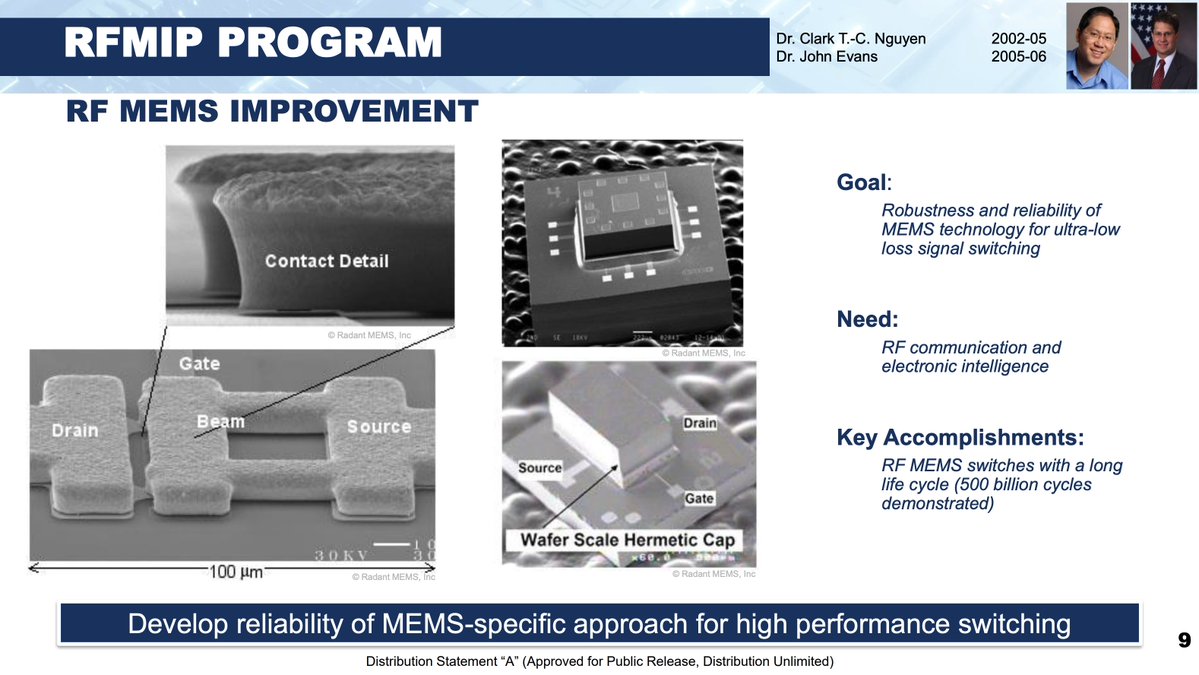 RFMIP PROGRAM
Dr. Clark T.-C. Nguyen 2002-05
Dr. John Evans 2005-06
RF MEMS IMPROVEMENT
Contact Detail
© Radant MEMS, Inc
Gate
Drain
Beam
Source
30KV
100 µm
© Radant MEMS, Inc
© Radant MEMS, Inc
Drain
Source
Gate
Wafer Scale Hermetic Cap
© Radant MEMS, Inc
Goal:
Robustness and reliability of
MEMS technology for ultra-low
loss signal switching
Need:
RF communication and
electronic intelligence
Key Accomplishments:
RF MEMS switches with a long
life cycle (500 billion cycles
demonstrated)
Develop reliability of MEMS-specific approach for high performance switching
9
Distribution Statement “A” (Approved for Public Release, Distribution Unlimited)